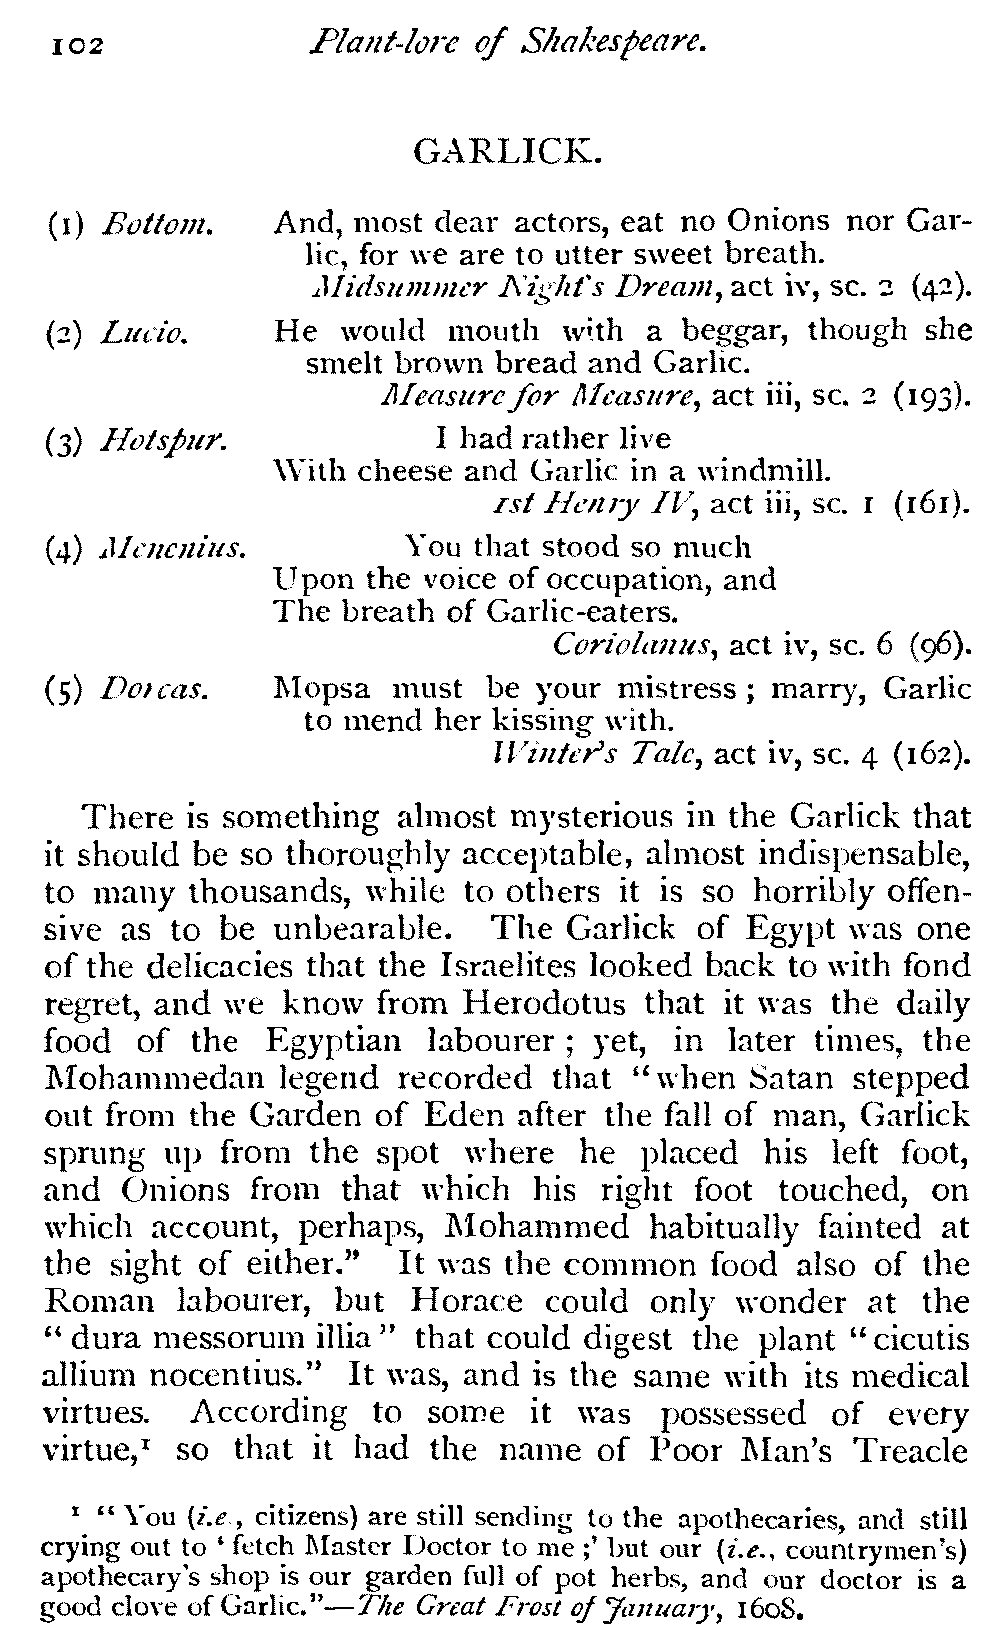 102 Plant-lore of Shakespeare.
GARLICK.
(1) Bottom. And, most dear actors, eat no Onions nor Gar-
lic, for we are to utter sweet breath.
Midsummer Night's Dream, act iv, sc. 2 (42).
(2) Lucio. He would mouth with a beggar, though she
smelt brown bread and Garlic.
Measure for Measure, act iii, sc. 2 (193).
(3) Hotspur. I had rather live
With cheese and Garlic in a windmill.
1st Henry IV, act iii, sc. 1 (161).
(4) Menenius. You that stood so much
Upon the voice of occupation, and
The breath of Garlic-eaters.
Coriolanus, act iv, sc. 6 (96).
(5) Dorcas. Mopsa must be your mistress; marry, Garlic
to mend her kissing with.
Winter's Tale, act iv, sc. 4 (162).
There is something almost mysterious in the Garlick that
it should be so thoroughly acceptable, almost indispensable,
to many thousands, while to others it is so horribly offen-
sive as to be unbearable. The Garlick of Egypt was one
of the delicacies that the Israelites looked back to with fond
regret, and we know from Herodotus that it was the daily
food of the Egyptian labourer; yet, in later times, the
Mohammedan legend recorded that "when Satan stepped
out from the Garden of Eden after the fall of man, Garlick
sprung up from the spot where he placed his left foot,
and Onions from that which his right foot touched, on
which account, perhaps, Mohammed habitually fainted at
the sight of either." It was the common food also of the
Roman labourer, but Horace could only wonder at the
"dura messorum illia" that could digest the plant "cicutis
allium nocentius." It was, and is the same with its medical
virtues. According to some it was possessed of every
virtue,¹ so that it had the name of Poor Man's Treacle
¹ "You (i.e., citizens) are still sending to the apothecaries, and still
crying out to 'fetch Master Doctor to me;' but our (i.e., countrymen's)
apothecary's shop is our garden full of pot herbs, and our doctor is a
good clove of Garlic."—The Great Frost of January, 1608.